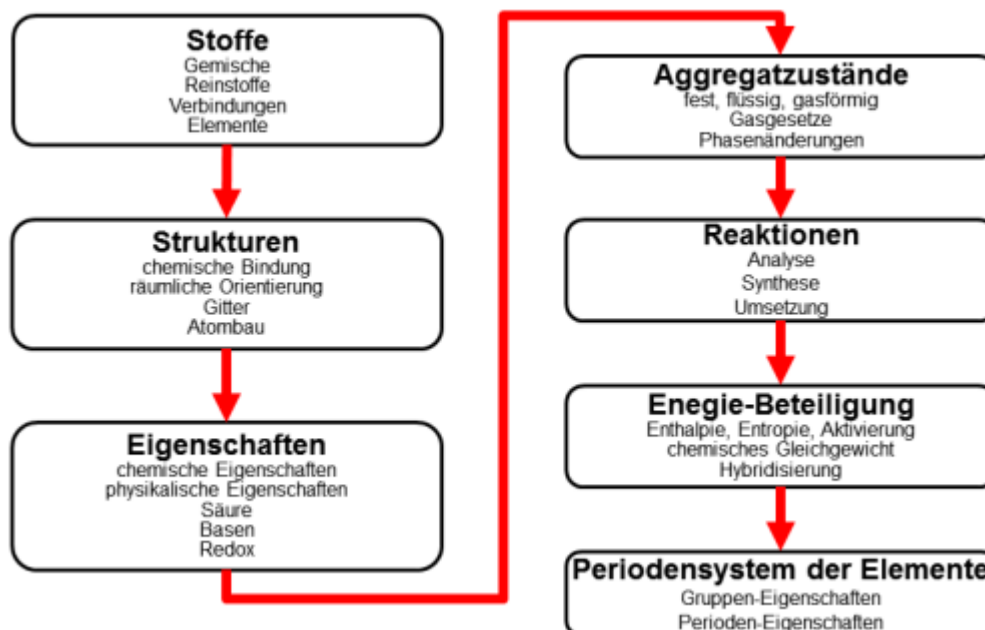 Stoffe
Gemische
Reinstoffe
Verbindungen
Elemente
Strukturen
chemische Bindung
räumliche Orientierung
Gitter
Atombau
Eigenschaften
chemische Eigenschaften
physikalische Eigenschaften
Säure
Basen
Redox
Aggregatzustände
fest, flüssig, gasförmig
Gasgesetze
Phasenänderungen
Reaktionen
Analyse
Synthese
Umsetzung
Enegie-Beteiligung
Enthalpie, Entropie, Aktivierung
chemisches Gleichgewicht
Hybridisierung
Periodensystem der Elemente
Gruppen-Eigenschaften
Perioden-Eigenschaften